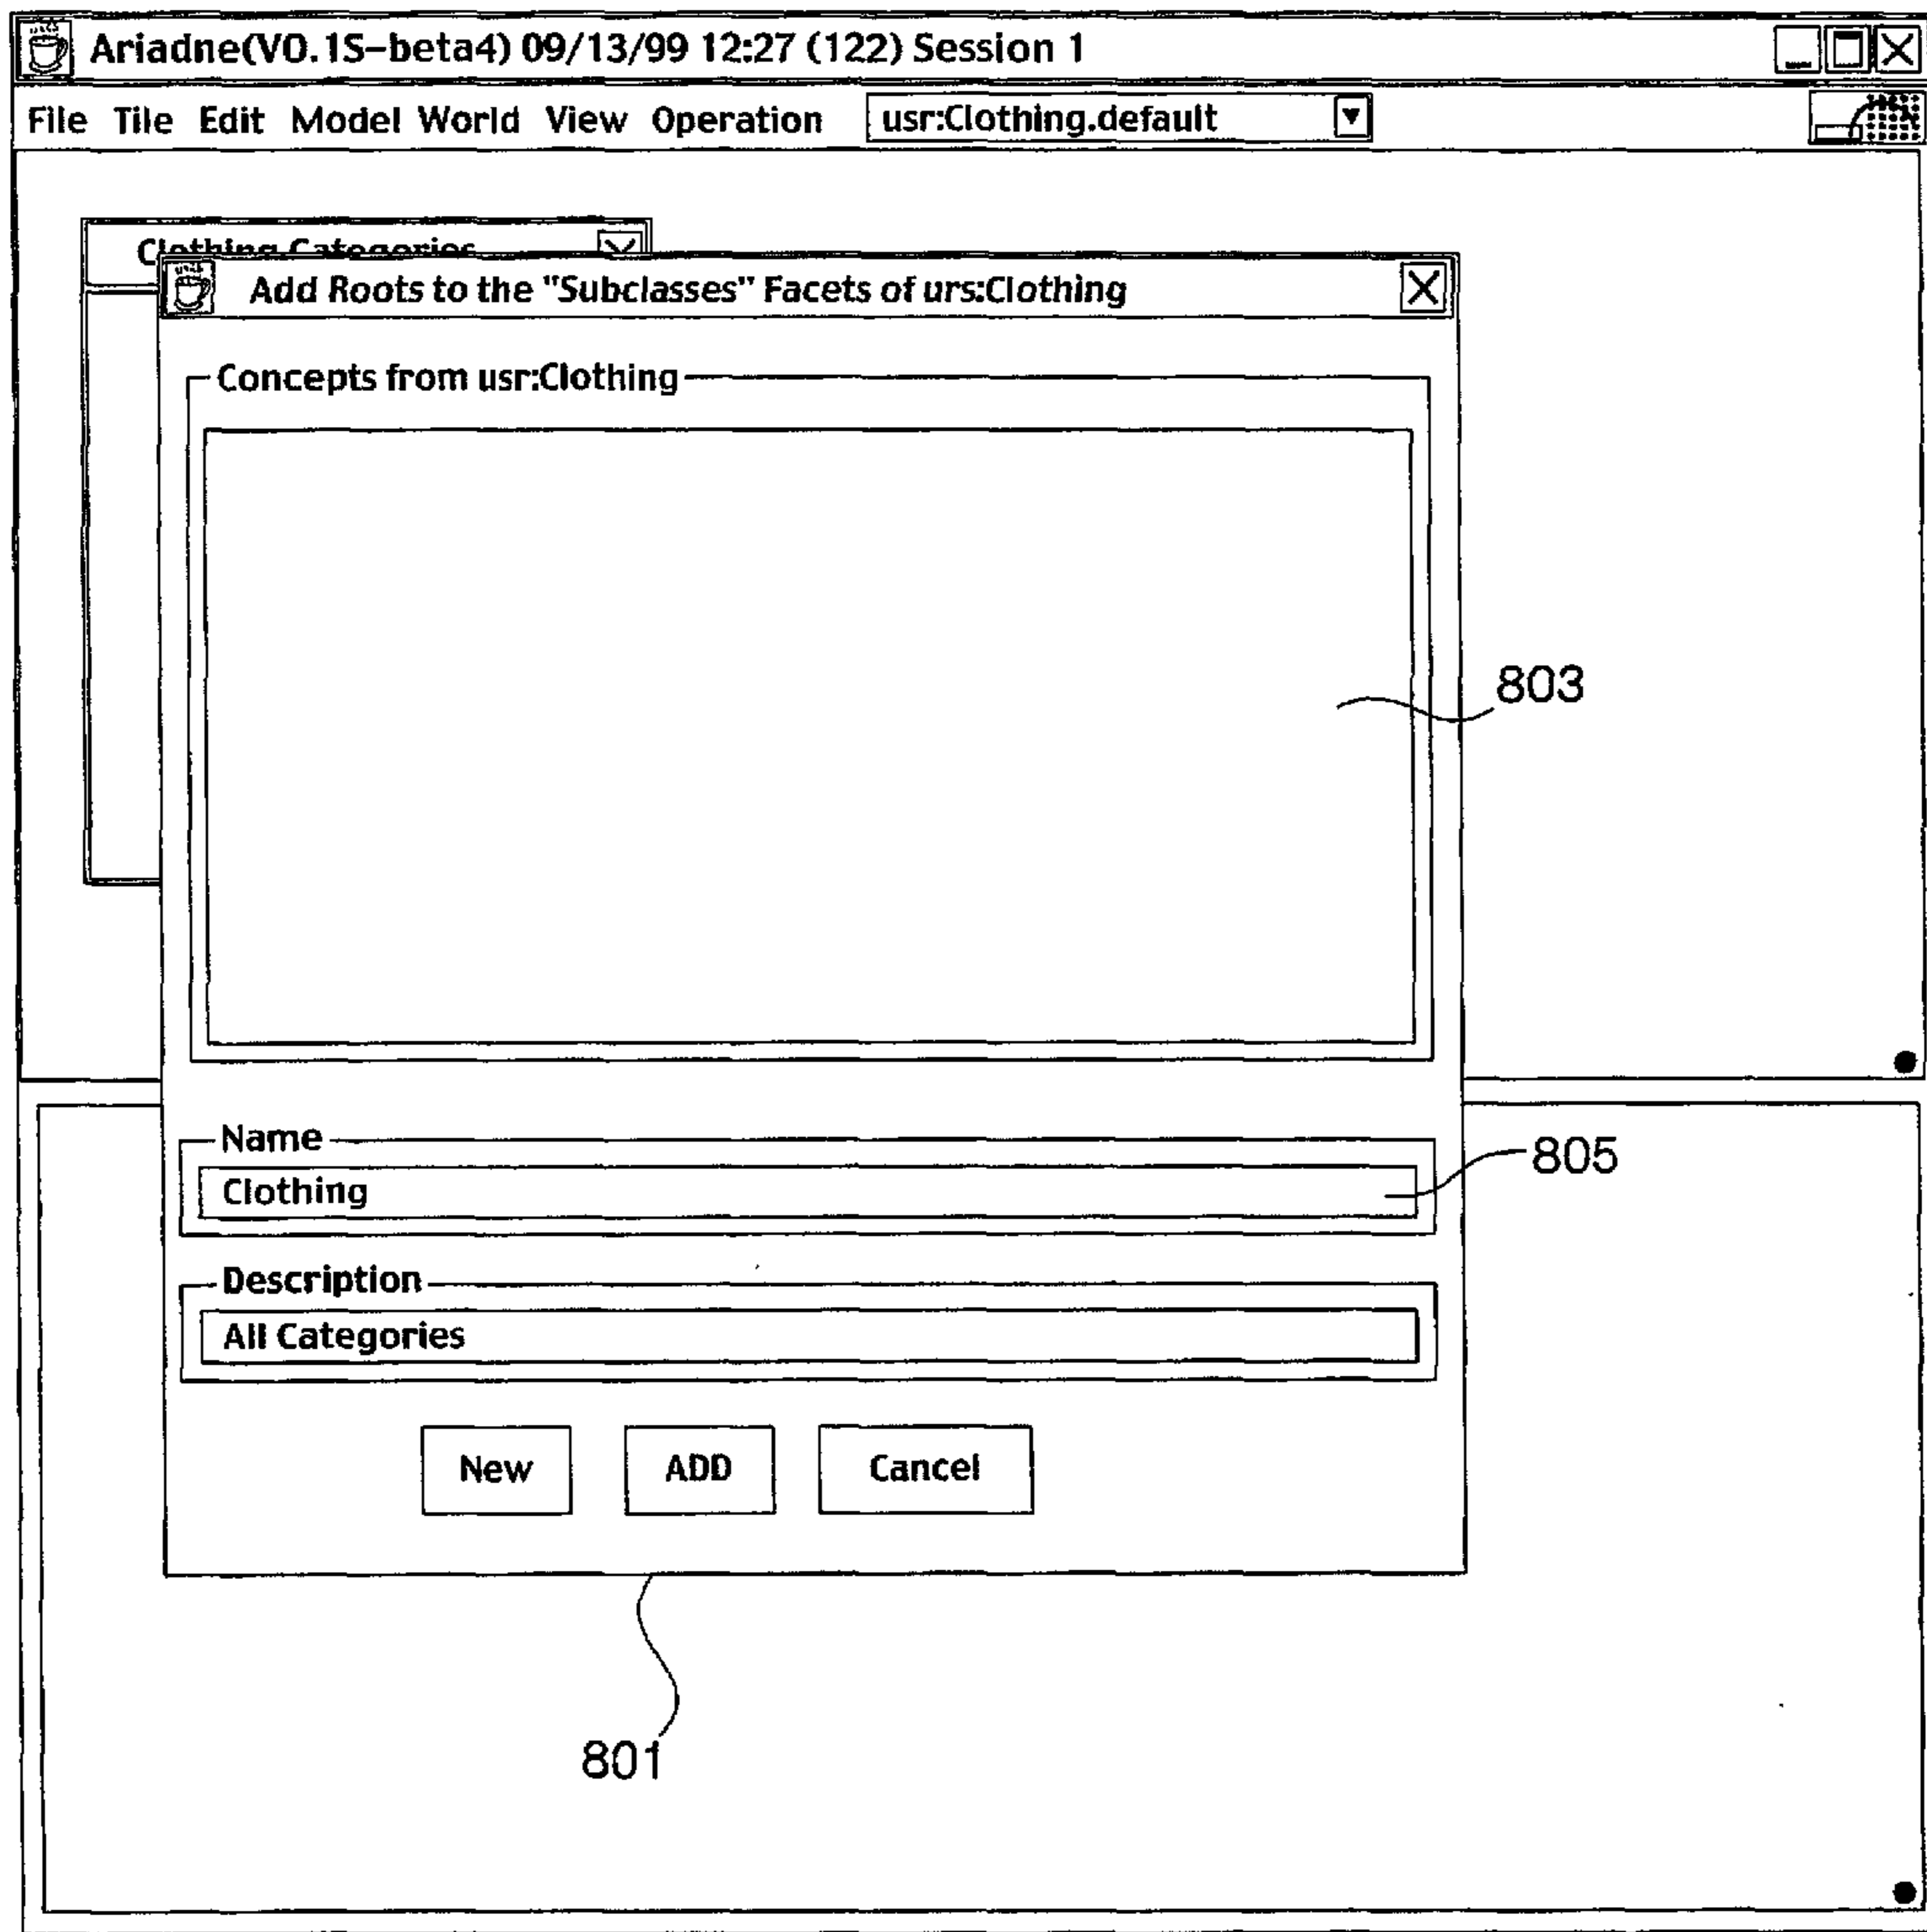 Ariadne(V0.1S-beta4) 09/13/99 12:27 (122) Session 1
File Tile Edit Model World View Operation usr:Clothing.default
Clothing Categories
Add Roots to the "Subclasses" Facets of urs:Clothing
Concepts from usr:Clothing
803
Name
805
Clothing
Description
All Categories
New ADD Cancel
801